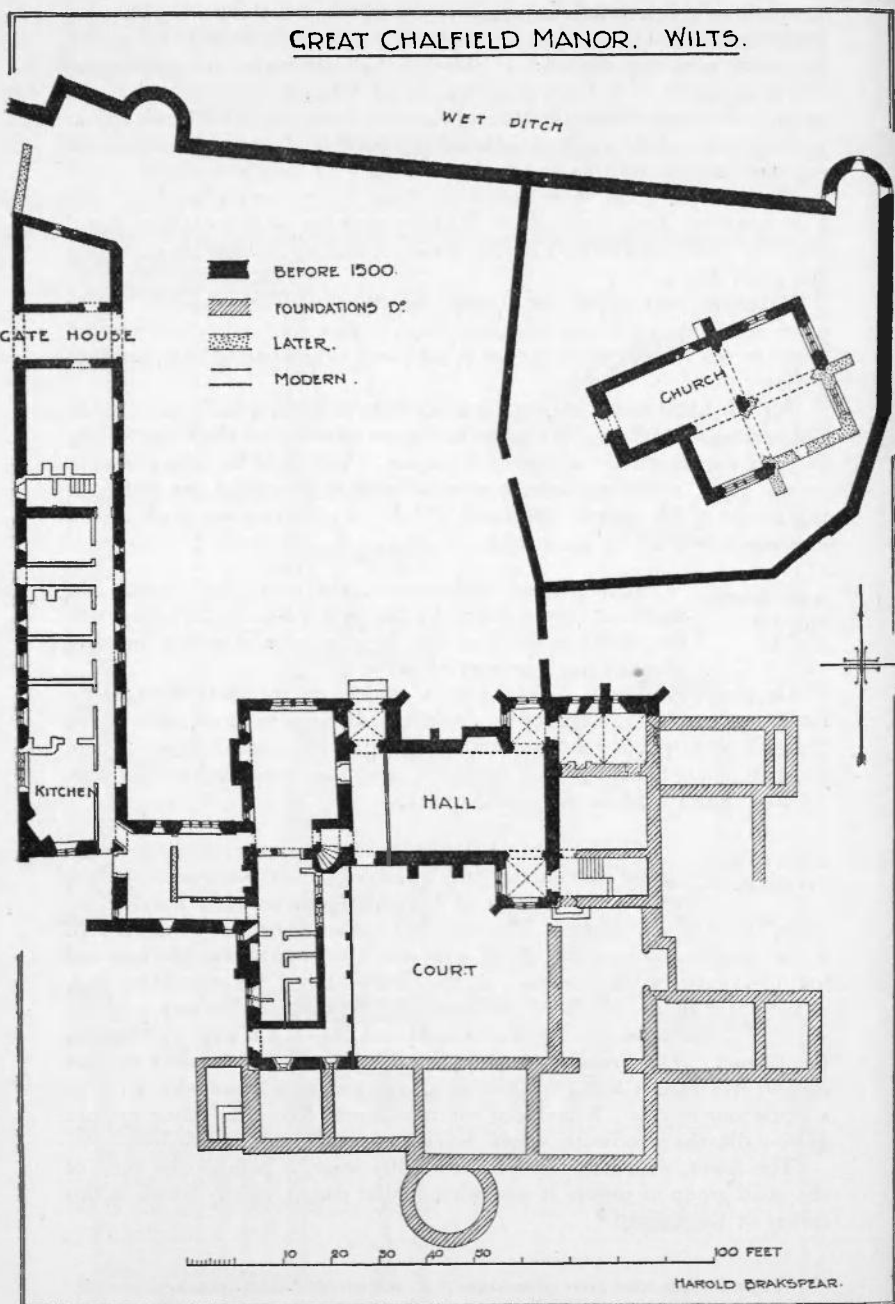 GREAT CHALFIELD MANOR. WILTS.
WET DITCH
BEFORE 1500.
FOUNDATIONS Dº
LATER.
MODERN.
GATE HOUSE
CHURCH
KITCHEN
HALL
COURT
10 20 30 40 50 100 FEET
HAROLD BRAKSPEAR.